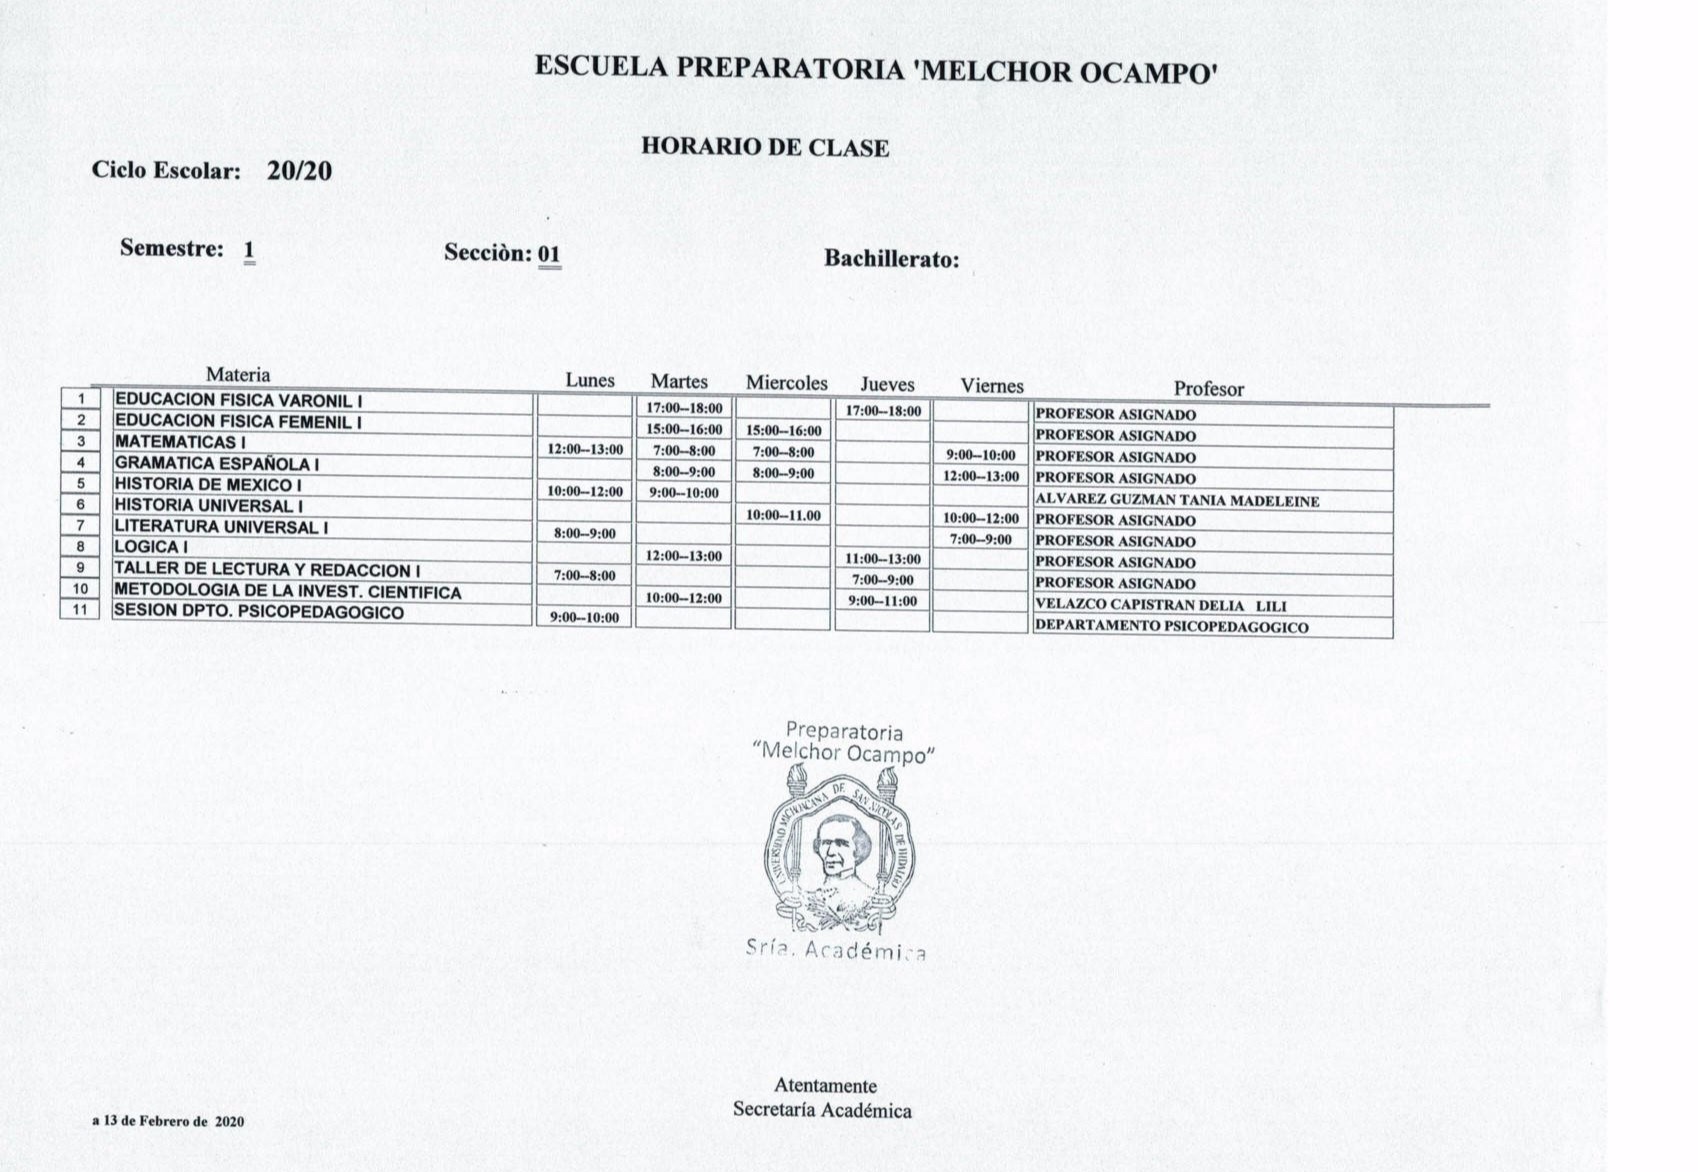 ESCUELA PREPARATORIA 'MELCHOR OCAMPO'
HORARIO DE CLASE
Ciclo Escolar: 20/20
Semestre: 1 Secciòn: 01 Bachillerato:
Materia Lunes Martes Miercoles Jueves Viernes Profesor
1 EDUCACION FISICA VARONIL I 17:00--18:00 17:00--18:00 PROFESOR ASIGNADO
2 EDUCACION FISICA FEMENIL I 15:00--16:00 15:00--16:00 PROFESOR ASIGNADO
3 MATEMATICAS I 12:00--13:00 7:00--8:00 7:00--8:00 9:00--10:00 PROFESOR ASIGNADO
4 GRAMATICA ESPAÑOLA I 8:00--9:00 8:00--9:00 12:00--13:00 PROFESOR ASIGNADO
5 HISTORIA DE MEXICO I 10:00--12:00 9:00--10:00 ALVAREZ GUZMAN TANIA MADELEINE
6 HISTORIA UNIVERSAL I 10:00--11.00 10:00--12:00 PROFESOR ASIGNADO
7 LITERATURA UNIVERSAL I 8:00--9:00 7:00--9:00 PROFESOR ASIGNADO
8 LOGICA I 12:00--13:00 11:00--13:00 PROFESOR ASIGNADO
9 TALLER DE LECTURA Y REDACCION I 7:00--8:00 7:00--9:00 PROFESOR ASIGNADO
10 METODOLOGIA DE LA INVEST. CIENTIFICA 10:00--12:00 9:00--11:00 VELAZCO CAPISTRAN DELIA LILI
11 SESION DPTO. PSICOPEDAGOGICO 9:00--10:00 DEPARTAMENTO PSICOPEDAGOGICO
Preparatoria
"Melchor Ocampo"
UNIVERSIDAD MICHOACANA DE SAN NICOLAS DE HIDALGO
Sría. Académica
Atentamente
Secretaría Académica
a 13 de Febrero de 2020